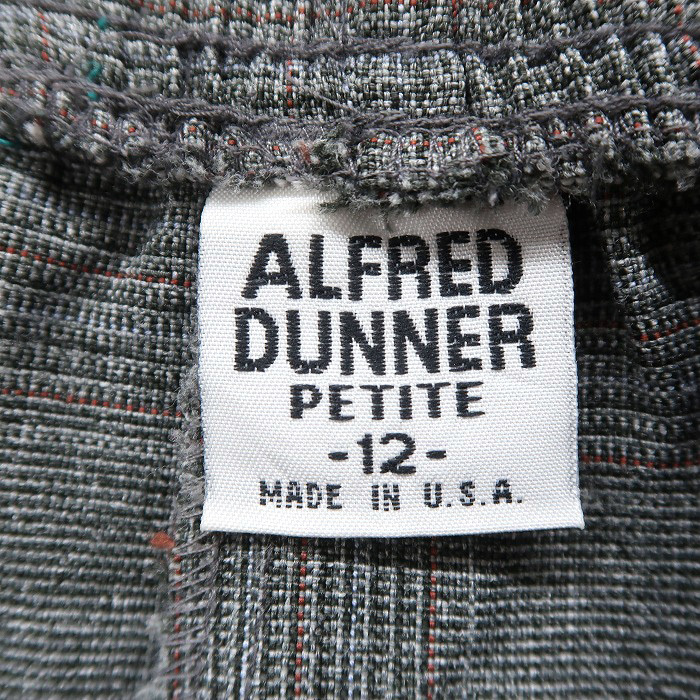 ALFRED
DUNNER
PETITE
-12-
MADE IN U.S.A.